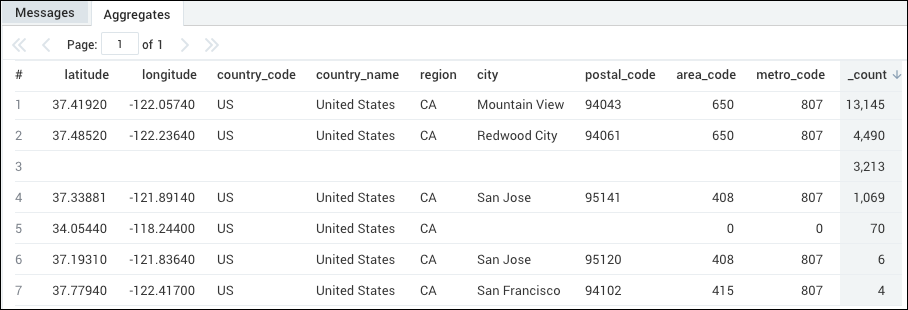 Messages Aggregates
Page: 1 of 1
# latitude longitude country_code country_name region city postal_code area_code metro_code _count
1 37.41920 -122.05740 US United States CA Mountain View 94043 650 807 13,145
2 37.48520 -122.23640 US United States CA Redwood City 94061 650 807 4,490
3 3,213
4 37.33881 -121.89140 US United States CA San Jose 95141 408 807 1,069
5 34.05440 -118.24400 US United States CA 0 0 70
6 37.19310 -121.83640 US United States CA San Jose 95120 408 807 6
7 37.77940 -122.41700 US United States CA San Francisco 94102 415 807 4